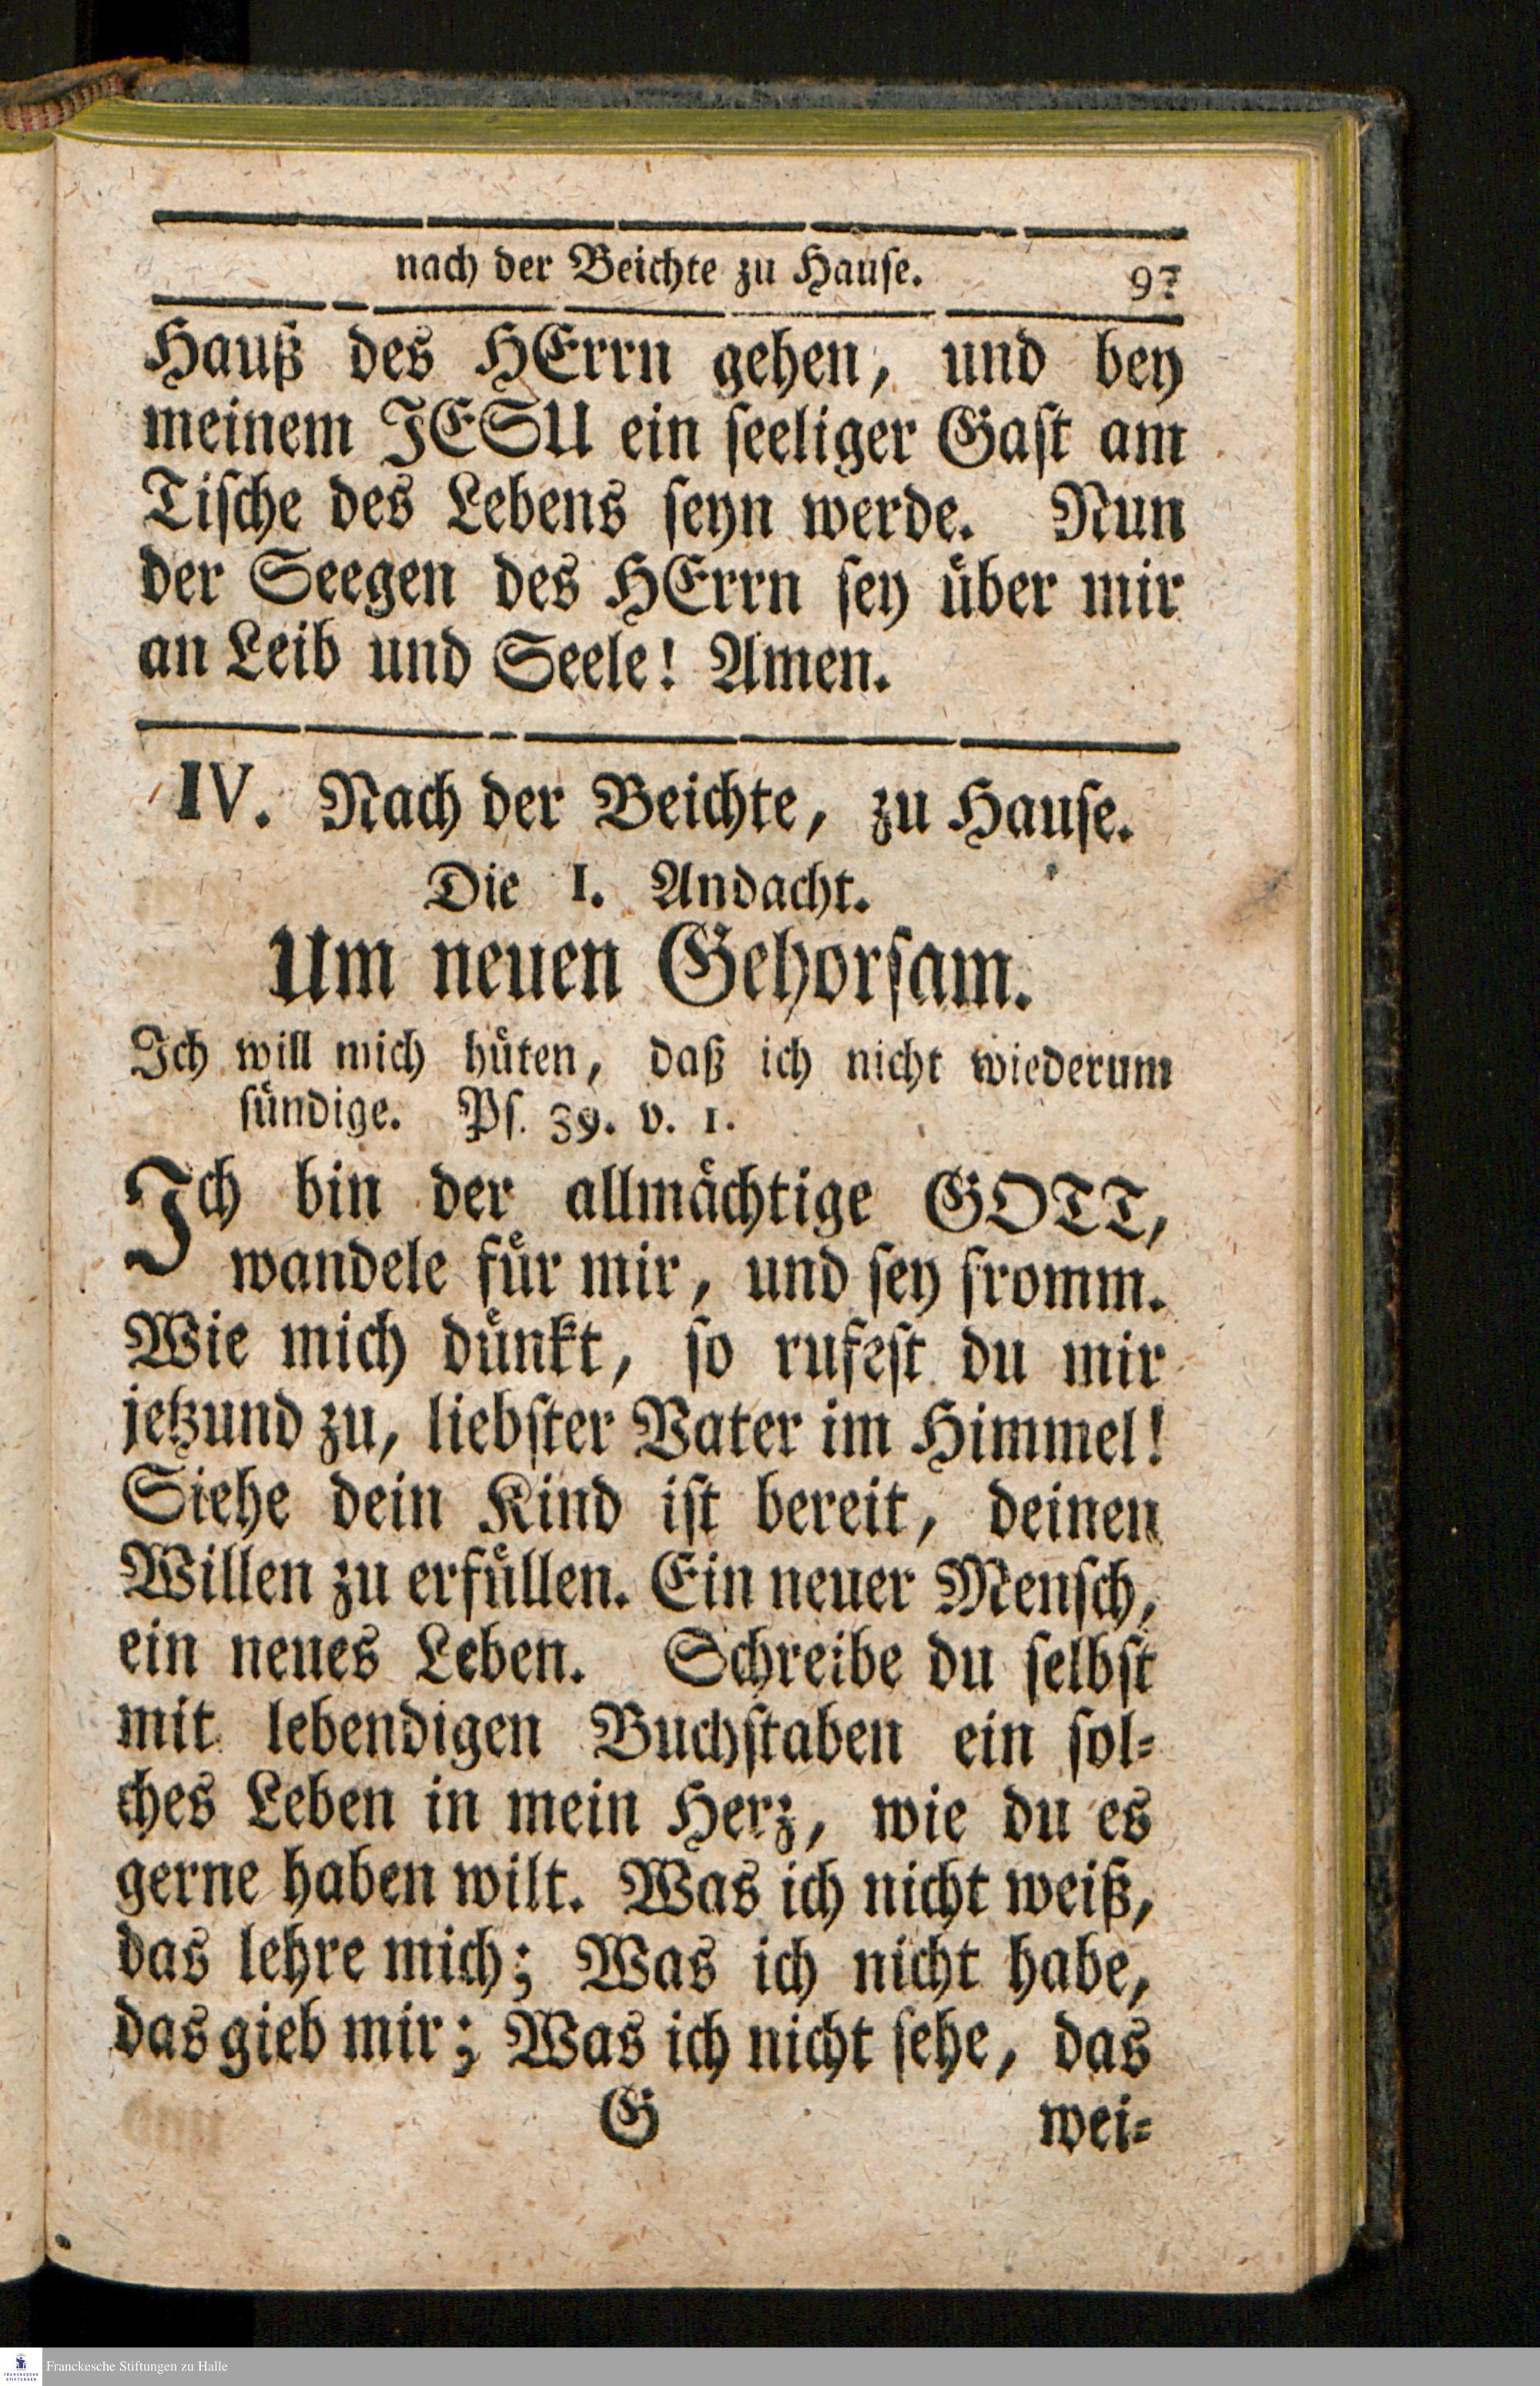 nach der Beichte zu Hause. 97
Hauß des HErrn gehen, und bey
meinem JESU ein seeliger Gast am
Tische des Lebens seyn werde. Nun
der Seegen des HErrn sey über mir
an Leib und Seele! Amen.
IV. Nach der Beichte, zu Hause.
Die I. Andacht.
Um neuen Gehorsam.
Ich will mich hüten, daß ich nicht wiederum
sündige. Ps. 39. v. 1.
Ich bin der allmächtige GOTT,
wandele für mir, und sey fromm.
Wie mich dünkt, so rufest du mir
jetzund zu, liebster Vater im Himmel!
Siehe dein Kind ist bereit, deinen
Willen zu erfüllen. Ein neuer Mensch,
ein neues Leben. Schreibe du selbst
mit lebendigen Buchstaben ein sol-
ches Leben in mein Herz, wie du es
gerne haben wilt. Was ich nicht weiß,
das lehre mich; Was ich nicht habe,
das gieb mir; Was ich nicht sehe, das
G wei-
Franckesche Stiftungen zu Halle